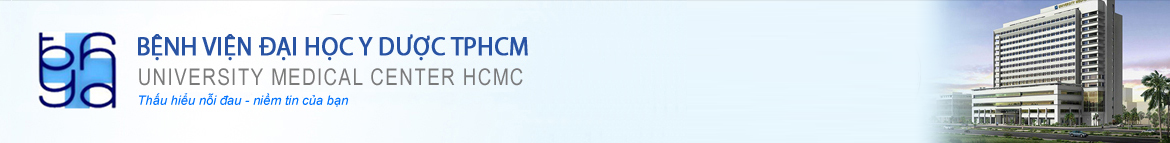 BỆNH VIỆN ĐẠI HỌC Y DƯỢC TPHCM
UNIVERSITY MEDICAL CENTER HCMC
Thấu hiểu nỗi đau - niềm tin của bạn